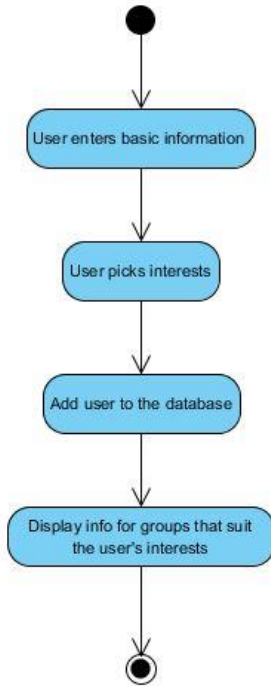 User enters basic information
User picks interests
Add user to the database
Display info for groups that suit
the user's interests